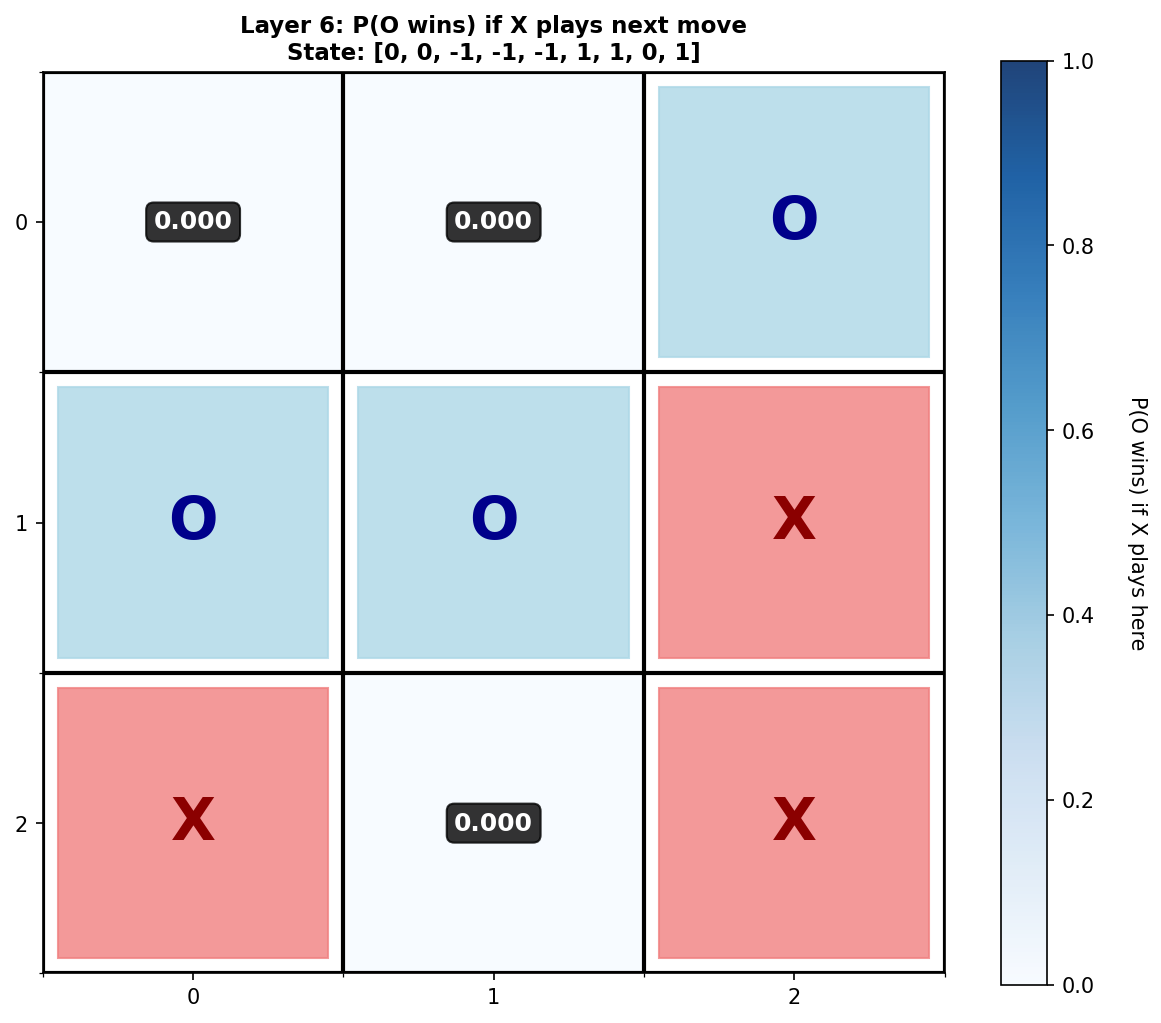 Layer 6: P(O wins) if X plays next move
State: [0, 0, -1, -1, -1, 1, 1, 0, 1]
0
0.000
0.000
O
1
O
O
X
2
X
0.000
X
0
1
2
1.0
0.8
0.6
0.4
0.2
0.0
P(O wins) if X plays here